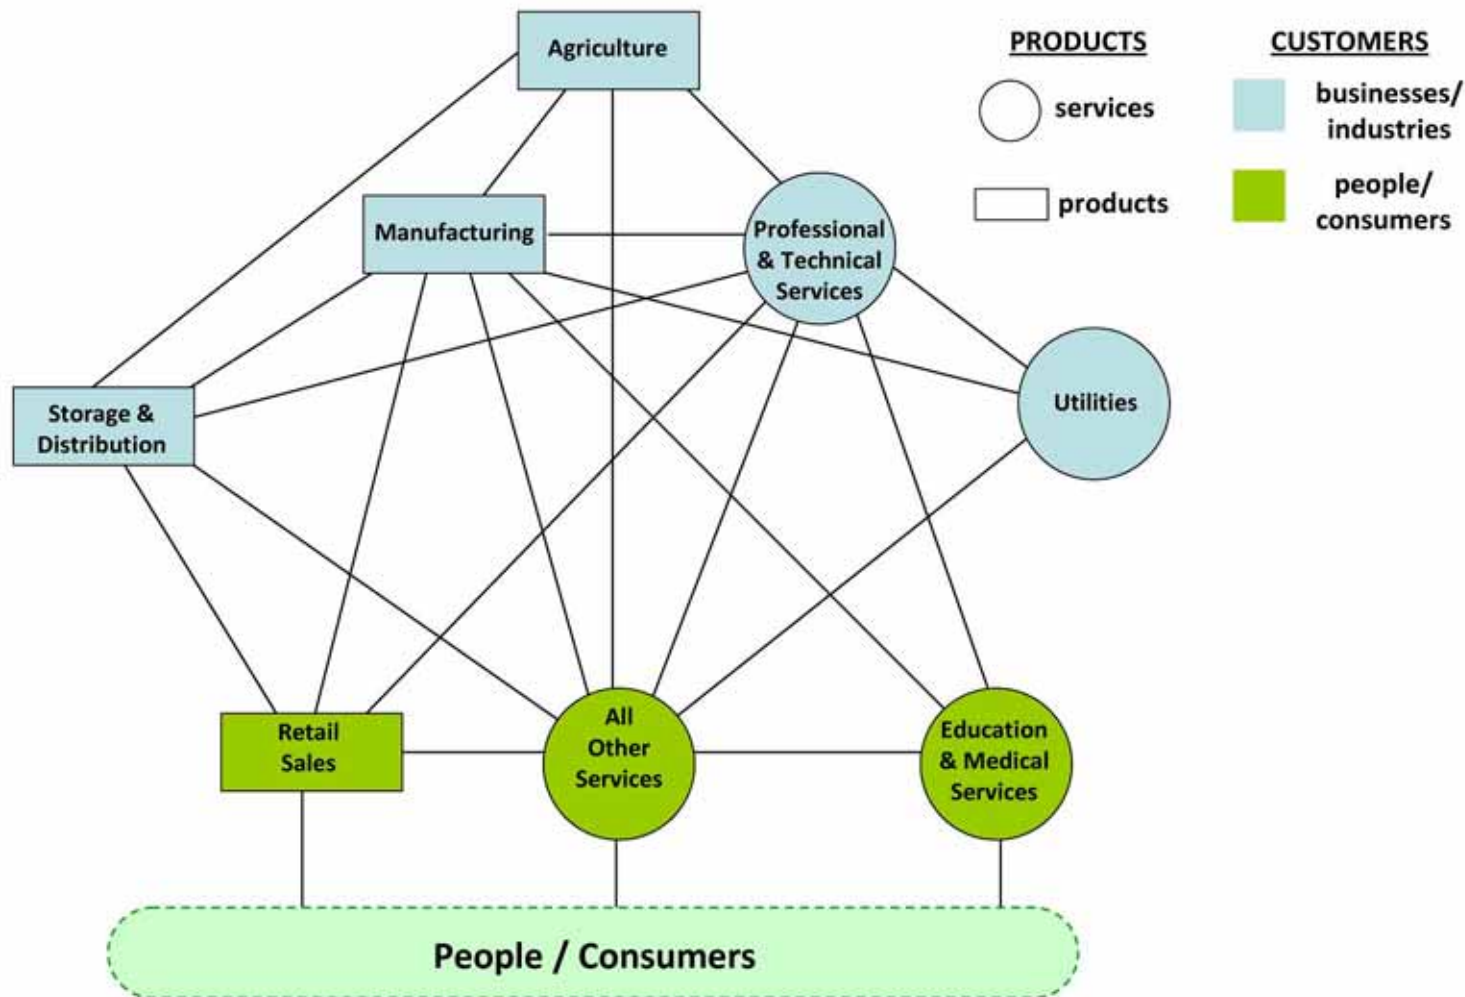 Agriculture
PRODUCTS
CUSTOMERS
services
businesses/
industries
products
people/
consumers
Manufacturing
Professional
& Technical
Services
Utilities
Storage &
Distribution
Retail
Sales
All
Other
Services
Education
& Medical
Services
People / Consumers